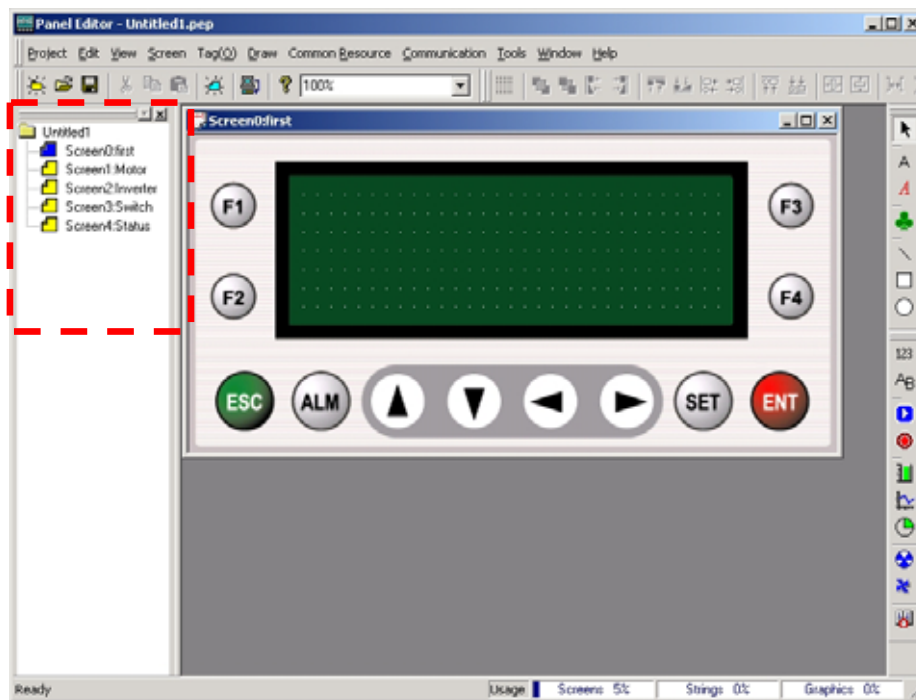 Panel Editor - Untitled1.pep
Project Edit View Screen Tag(Q) Draw Common Resource Communication Tools Window Help
100%
Untitled1
Screen0:first
Screen1:Motor
Screen2:Inverter
Screen3:Switch
Screen4:Status
Screen0:first
F1
F3
F2
F4
ESC
ALM
SET
ENT
A
A
123
AB
Ready
Usage
Screens 5%
Strings 0%
Graphics 0%